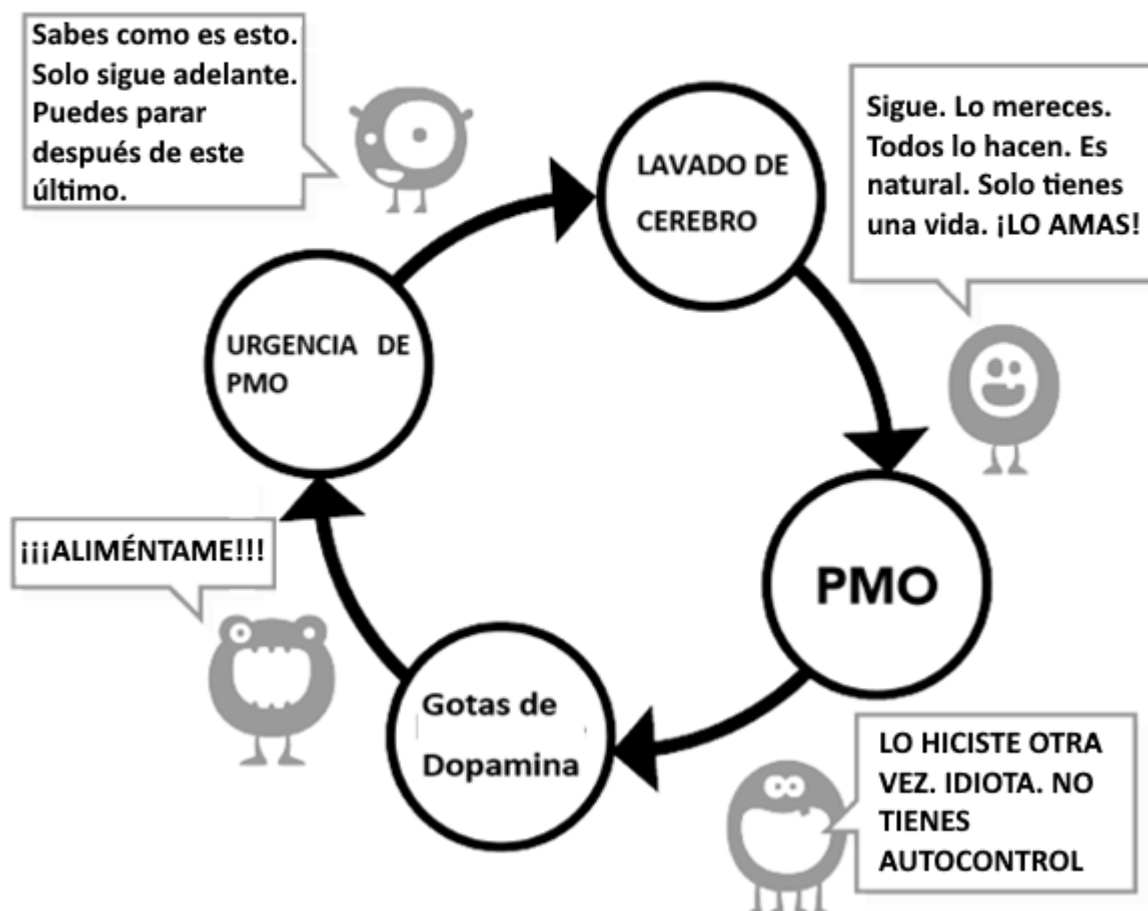 Sabes como es esto.
Solo sigue adelante.
Puedes parar
después de este
último.
LAVADO DE
CEREBRO
Sigue. Lo mereces.
Todos lo hacen. Es
natural. Solo tienes
una vida. ¡LO AMAS!
URGENCIA DE
PMO
¡¡¡ALIMÉNTAME!!!
PMO
Gotas de
Dopamina
LO HICISTE OTRA
VEZ. IDIOTA. NO
TIENES
AUTOCONTROL